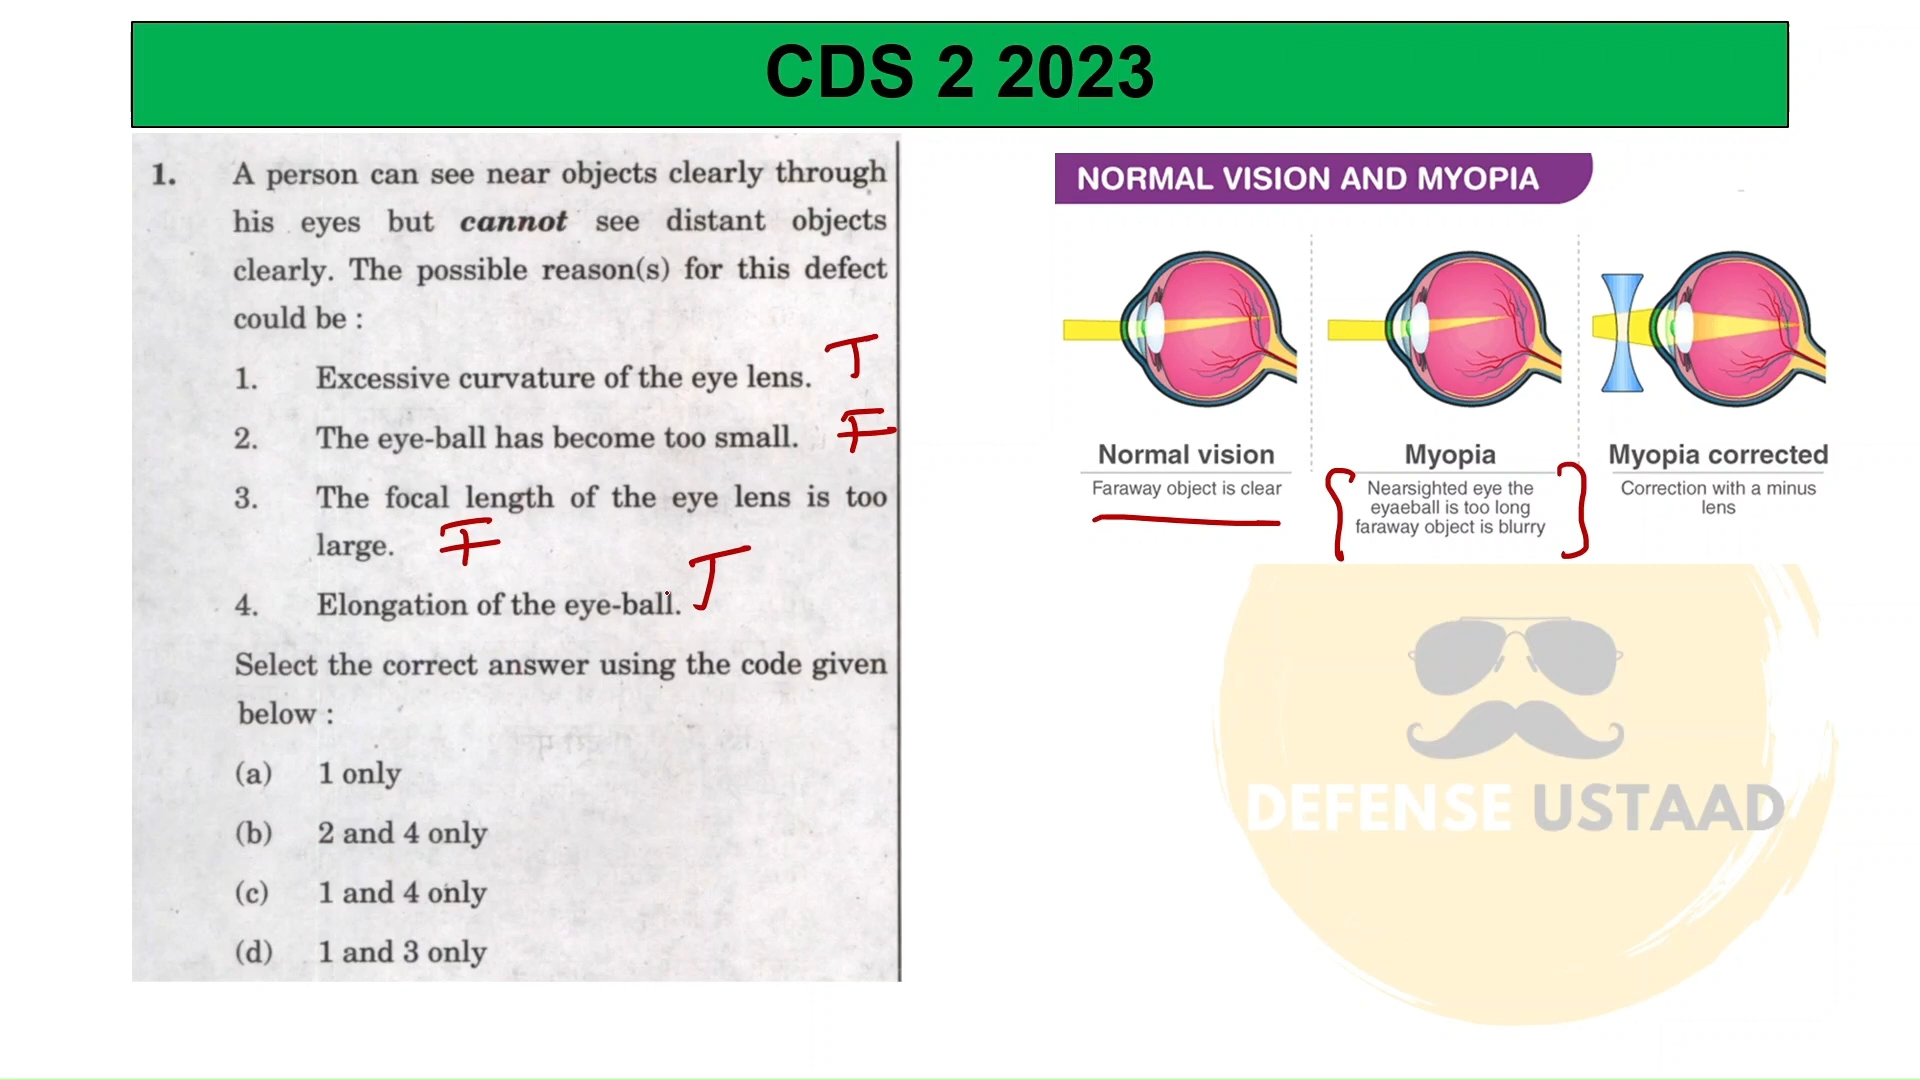 CDS 2 2023
1. A person can see near objects clearly through
his eyes but cannot see distant objects
clearly. The possible reason(s) for this defect
could be :
1. Excessive curvature of the eye lens. T
2. The eye-ball has become too small. F
3. The focal length of the eye lens is too
large. F
4. Elongation of the eye-ball. T
Select the correct answer using the code given
below :
(a) 1 only
(b) 2 and 4 only
(c) 1 and 4 only
(d) 1 and 3 only
NORMAL VISION AND MYOPIA
Normal vision
Faraway object is clear
Myopia
Nearsighted eye the
eyaeball is too long
faraway object is blurry
Myopia corrected
Correction with a minus
lens
DEFENSE USTAAD